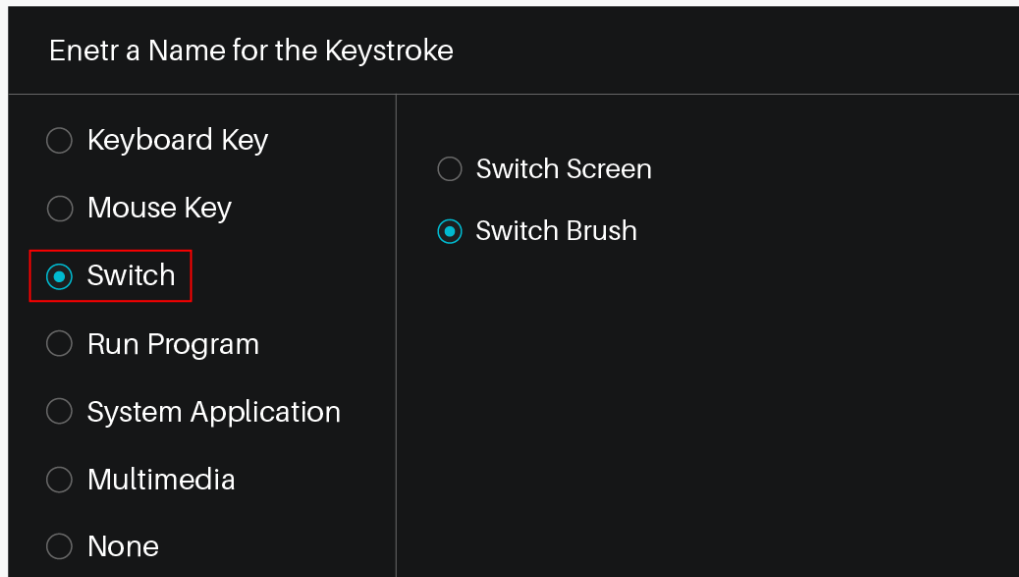 Enetr a Name for the Keystroke
Keyboard Key
Mouse Key
Switch
Run Program
System Application
Multimedia
None
Switch Screen
Switch Brush